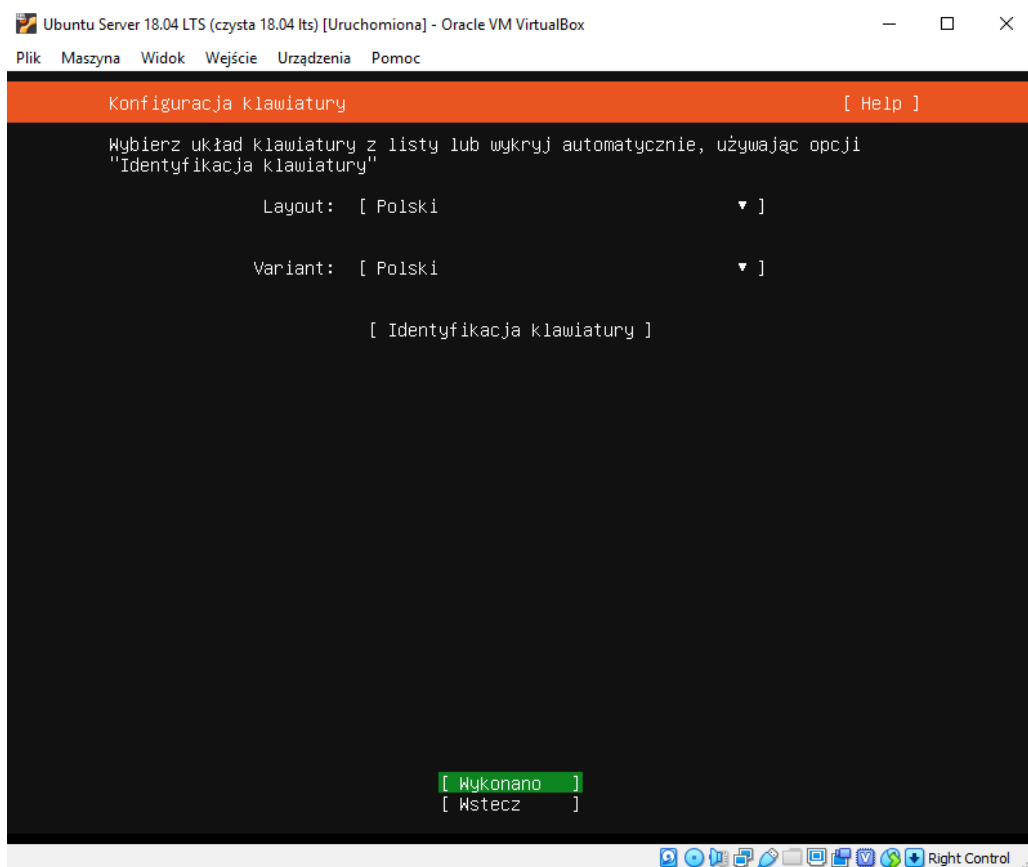 Ubuntu Server 18.04 LTS (czysta 18.04 lts) [Uruchomiona] - Oracle VM VirtualBox
Plik Maszyna Widok Wejście Urządzenia Pomoc
Konfiguracja klawiatury [ Help ]
Wybierz układ klawiatury z listy lub wykryj automatycznie, używając opcji
"Identyfikacja klawiatury"
Layout: [ Polski ▾ ]
Variant: [ Polski ▾ ]
[ Identyfikacja klawiatury ]
[ Wykonano ]
[ Wstecz ]
Right Control